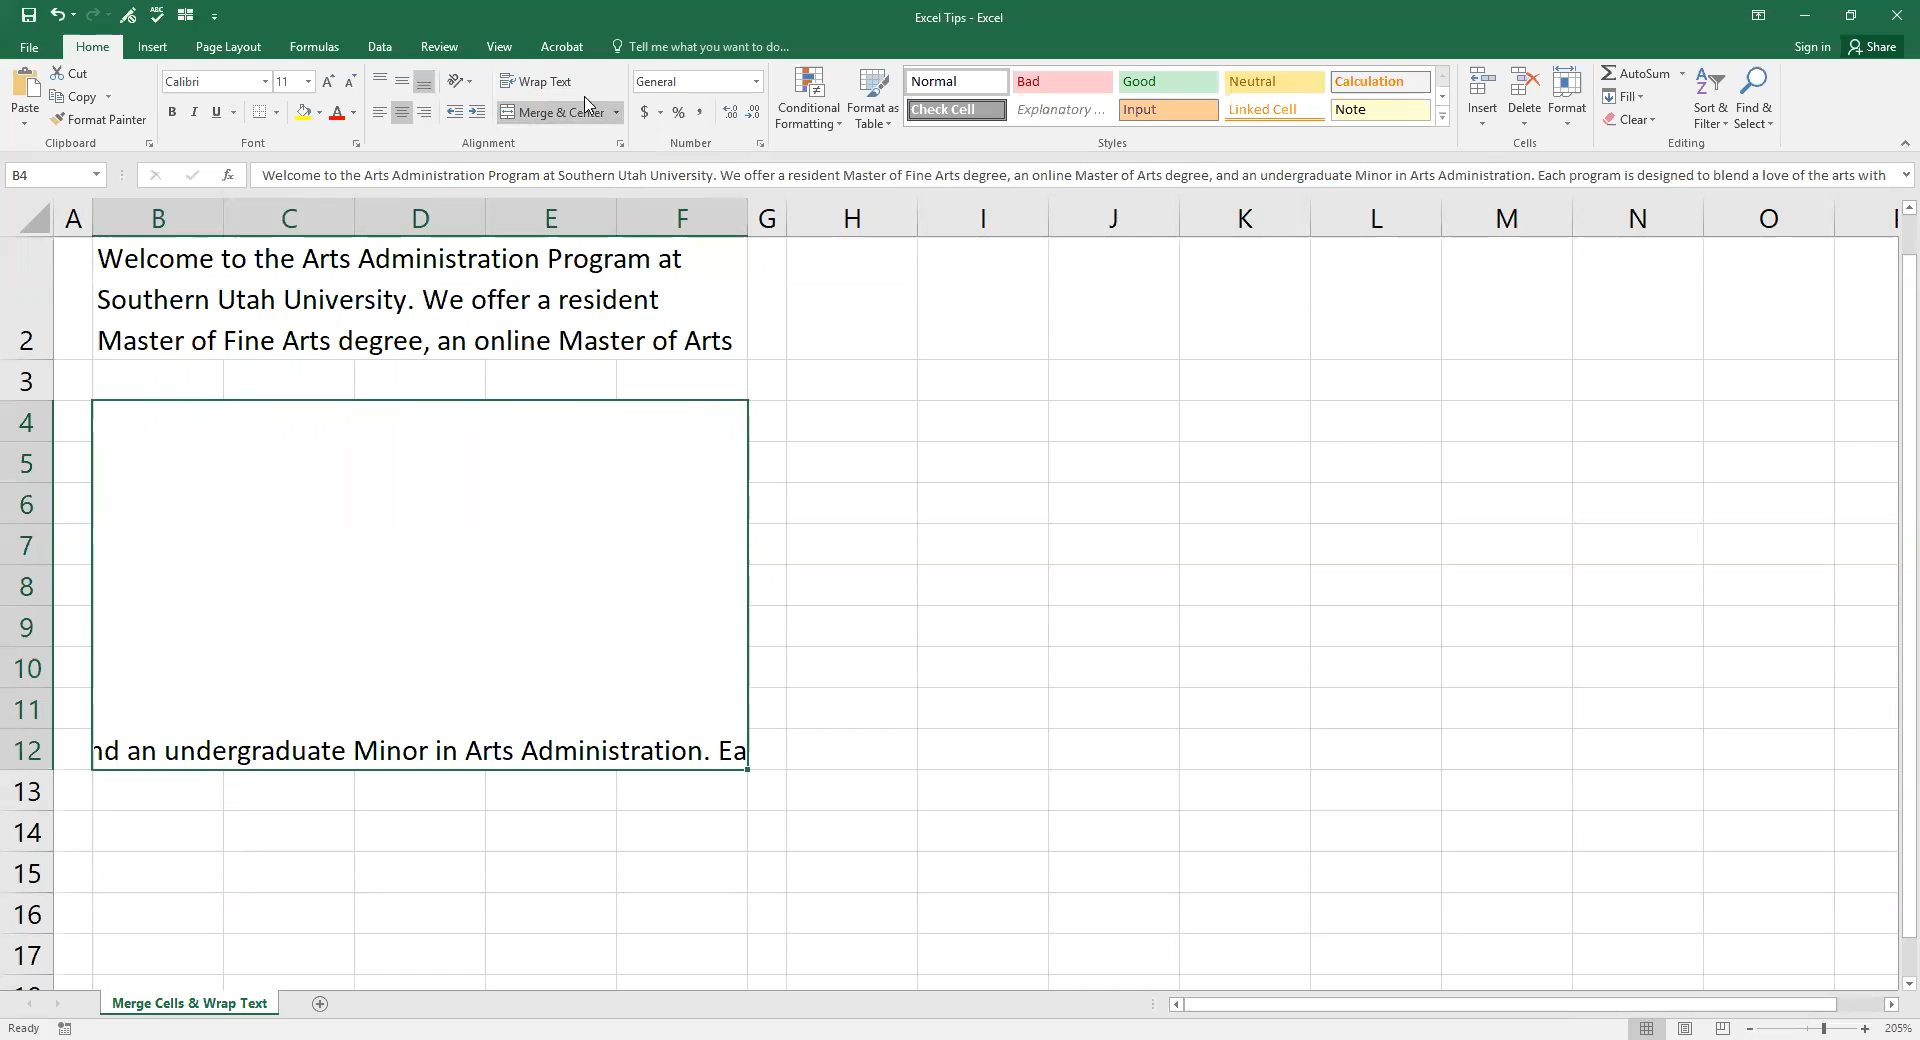 Excel Tips - Excel
File Home Insert Page Layout Formulas Data Review View Acrobat Tell me what you want to do... Sign in Share
Paste
Cut
Copy
Format Painter
Clipboard
Calibri 11
B I U
Font
Wrap Text
Merge & Center
Alignment
General
$ % ,
Number
Conditional Formatting
Format as Table
Normal Bad Good Neutral Calculation
Check Cell Explanatory ... Input Linked Cell Note
Styles
Insert Delete Format
Cells
AutoSum
Fill
Clear
Sort & Filter
Find & Select
Editing
B4 fx Welcome to the Arts Administration Program at Southern Utah University. We offer a resident Master of Fine Arts degree, an online Master of Arts degree, and an undergraduate Minor in Arts Administration. Each program is designed to blend a love of the arts with
A B C D E F G H I J K L M N O
Welcome to the Arts Administration Program at
Southern Utah University. We offer a resident
2 Master of Fine Arts degree, an online Master of Arts
3
4
5
6
7
8
9
10
11
12 nd an undergraduate Minor in Arts Administration. Ea
13
14
15
16
17
Merge Cells & Wrap Text
Ready 205%